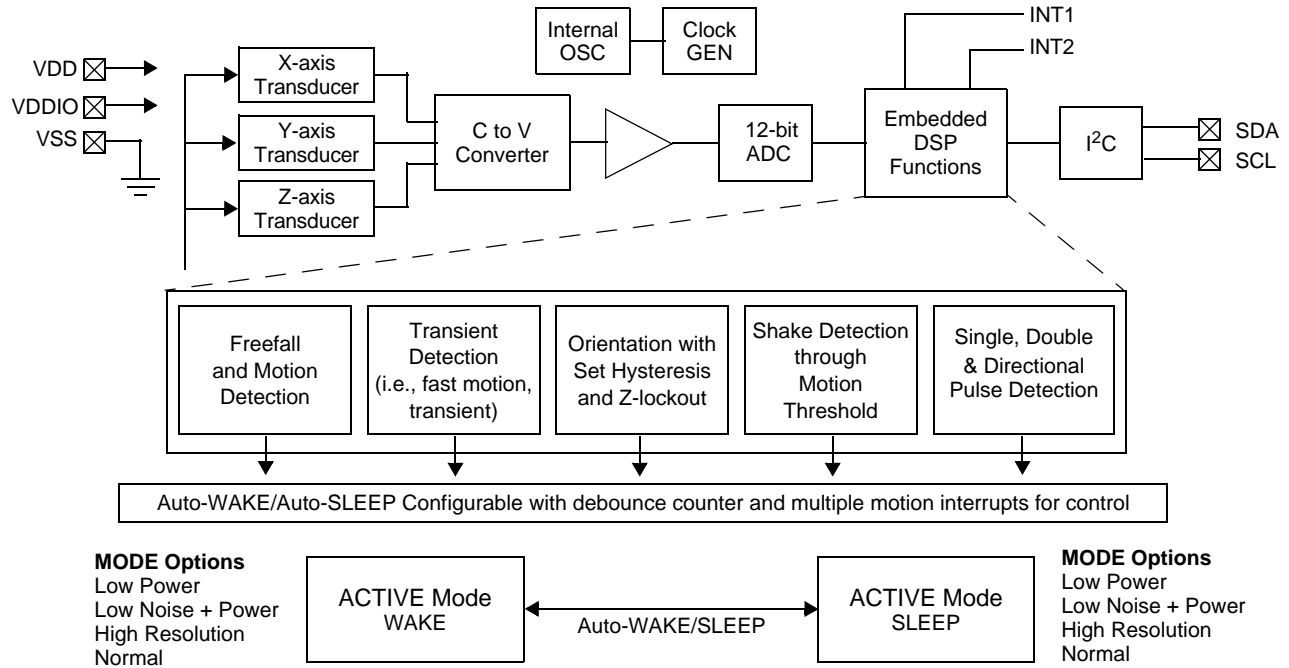 INT1
INT2
Internal
OSC
Clock
GEN
VDD
VDDIO
VSS
X-axis
Transducer
Y-axis
Transducer
Z-axis
Transducer
C to V
Converter
12-bit
ADC
Embedded
DSP
Functions
I²C
SDA
SCL
Freefall
and Motion
Detection
Transient
Detection
(i.e., fast motion,
transient)
Orientation with
Set Hysteresis
and Z-lockout
Shake Detection
through
Motion
Threshold
Single, Double
& Directional
Pulse Detection
Auto-WAKE/Auto-SLEEP Configurable with debounce counter and multiple motion interrupts for control
MODE Options
Low Power
Low Noise + Power
High Resolution
Normal
ACTIVE Mode
WAKE
Auto-WAKE/SLEEP
ACTIVE Mode
SLEEP
MODE Options
Low Power
Low Noise + Power
High Resolution
Normal